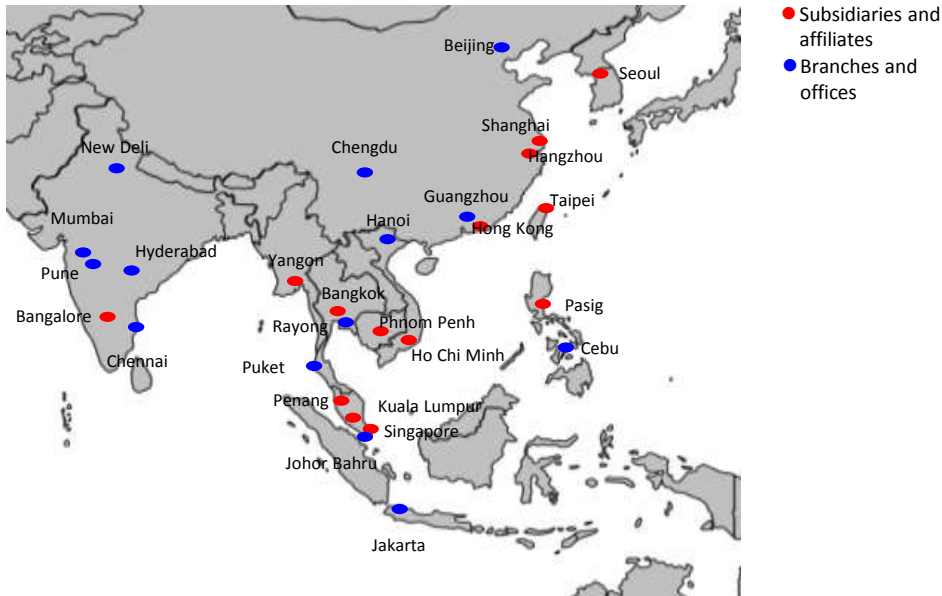 Subsidiaries and
affiliates
Branches and
offices
Beijing
Seoul
Shanghai
Hangzhou
New Deli
Chengdu
Guangzhou
Taipei
Hong Kong
Hanoi
Mumbai
Hyderabad
Pune
Yangon
Bangkok
Bangalore
Rayong
Phnom Penh
Pasig
Chennai
Ho Chi Minh
Cebu
Puket
Penang
Kuala Lumpur
Singapore
Johor Bahru
Jakarta